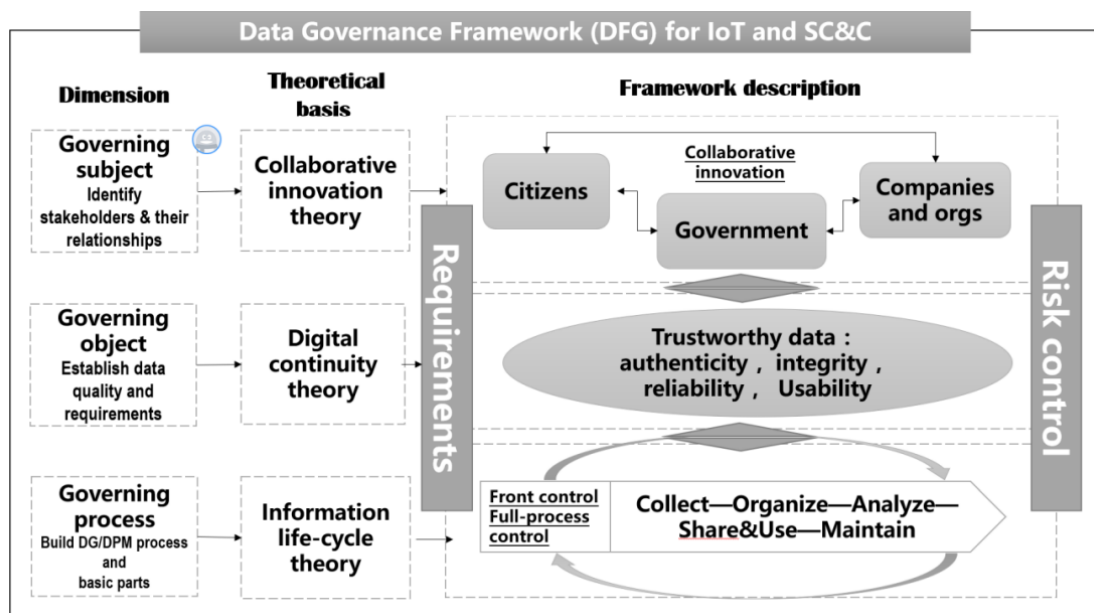 Data Governance Framework (DFG) for IoT and SC&C
Dimension
Theoretical
basis
Framework description
Governing
subject
Identify
stakeholders & their
relationships
Collaborative
innovation
theory
Citizens
Collaborative
innovation
Government
Companies
and orgs
Requirements
Risk control
Governing
object
Establish data
quality and
requirements
Digital
continuity
theory
Trustworthy data：
authenticity， integrity，
reliability， Usability
Governing
process
Build DG/DPM process
and
basic parts
Information
life-cycle
theory
Front control
Full-process
control
Collect—Organize—Analyze—
Share&Use—Maintain